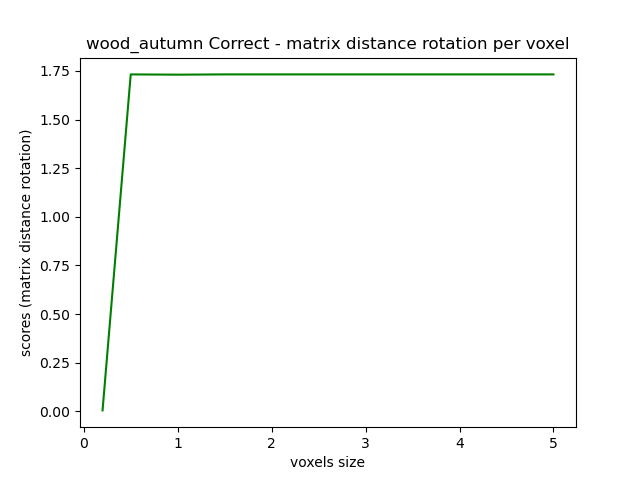 wood_autumn Correct - matrix distance rotation per voxel
1.75
1.50
1.25
1.00
0.75
0.50
0.25
0.00
scores (matrix distance rotation)
0 1 2 3 4 5
voxels size